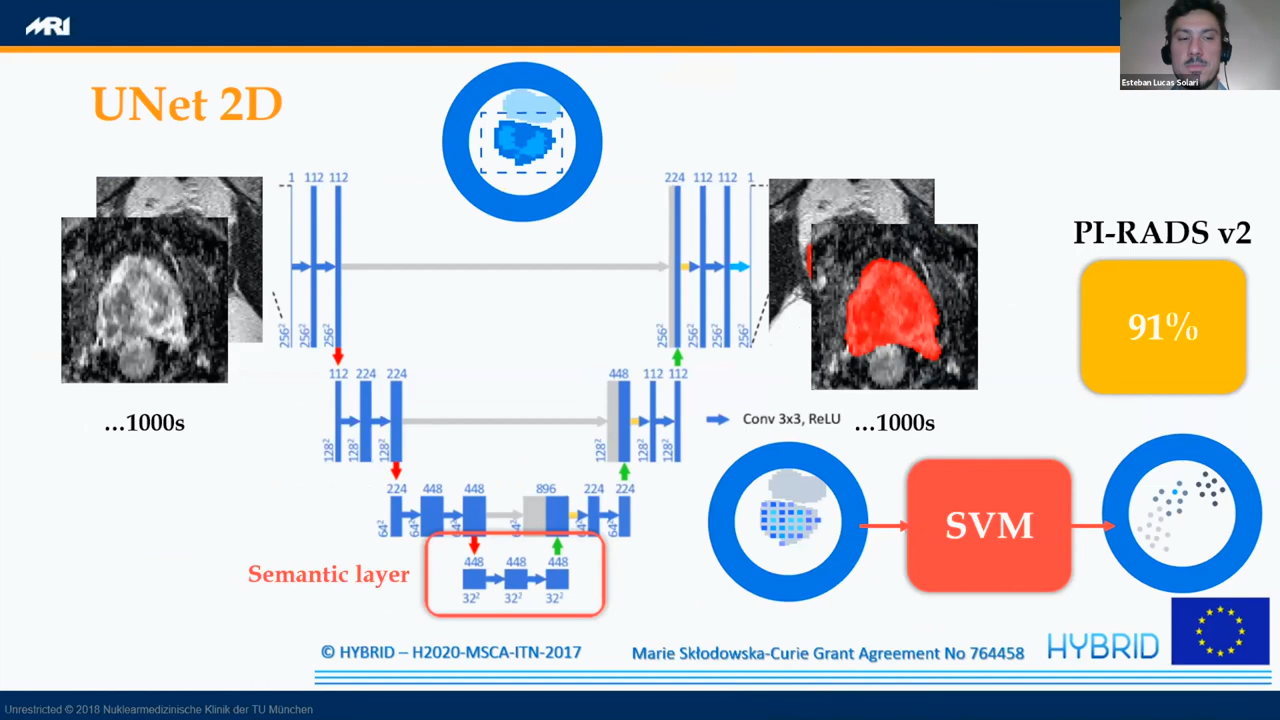 MRI
Esteban Lucas Solari
UNet 2D
1 112 112
224 112 112 1
256² 256² 256²
256² 256² 256² 256²
PI-RADS v2
91%
112 224 224
448 112 112
128² 128² 128²
128² 128² 128²
...1000s
Conv 3x3, ReLU
...1000s
224 448 448
896 224 224
64² 64² 64²
64² 64² 64²
SVM
Semantic layer
448 448 448
32² 32² 32²
© HYBRID – H2020-MSCA-ITN-2017
Marie Skłodowska-Curie Grant Agreement No 764458
HYBRID
Unrestricted © 2018 Nuklearmedizinische Klinik der TU München